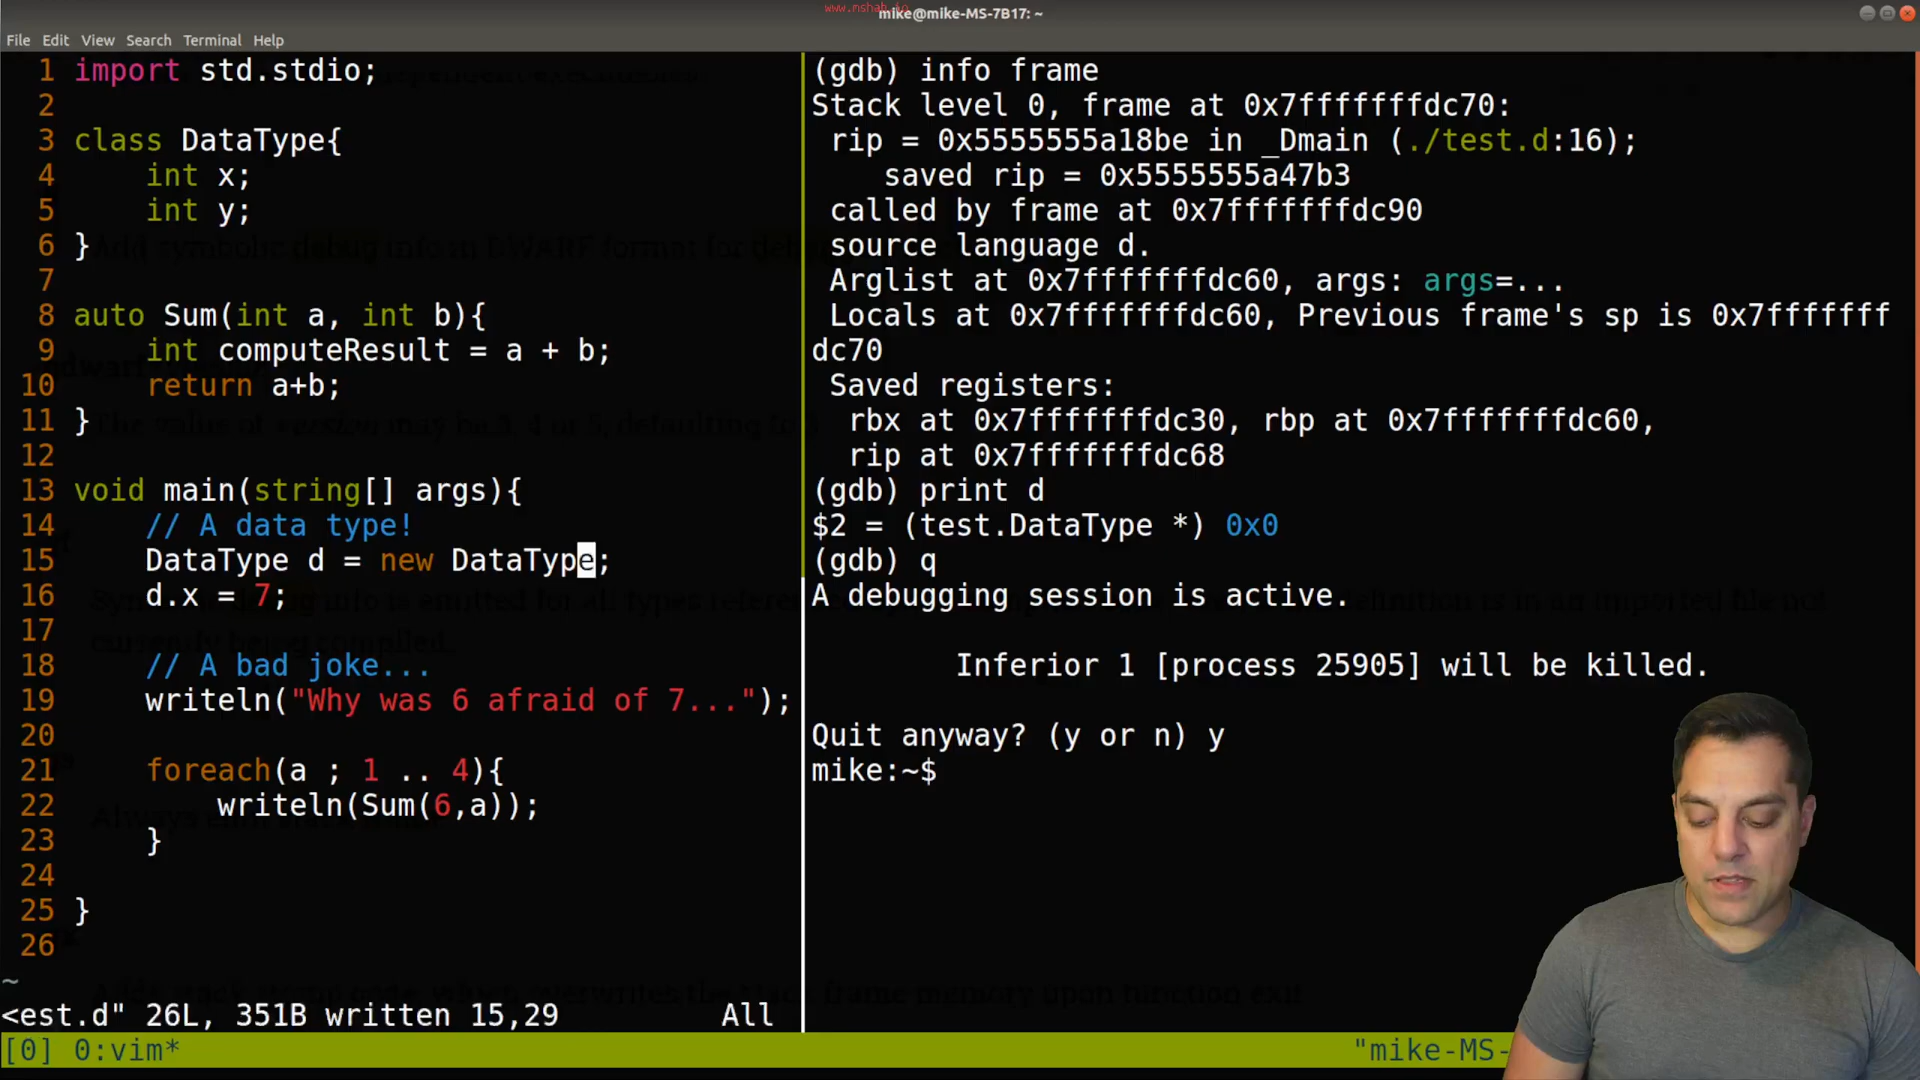 www.mshah.io
mike@mike-MS-7B17: ~
File Edit View Search Terminal Help
1 import std.stdio;
2
3 class DataType{
4     int x;
5     int y;
6 }
7
8 auto Sum(int a, int b){
9     int computeResult = a + b;
10     return a+b;
11 }
12
13 void main(string[] args){
14     // A data type!
15     DataType d = new DataType;
16     d.x = 7;
17
18     // A bad joke...
19     writeln("Why was 6 afraid of 7...");
20
21     foreach(a ; 1 .. 4){
22         writeln(Sum(6,a));
23     }
24
25 }
26
~
<est.d" 26L, 351B written 15,29 All
(gdb) info frame
Stack level 0, frame at 0x7fffffffdc70:
rip = 0x5555555a18be in _Dmain (./test.d:16);
saved rip = 0x5555555a47b3
called by frame at 0x7fffffffdc90
source language d.
Arglist at 0x7fffffffdc60, args: args=...
Locals at 0x7fffffffdc60, Previous frame's sp is 0x7fffffff
dc70
Saved registers:
rbx at 0x7fffffffdc30, rbp at 0x7fffffffdc60,
rip at 0x7fffffffdc68
(gdb) print d
$2 = (test.DataType *) 0x0
(gdb) q
A debugging session is active.
Inferior 1 [process 25905] will be killed.
Quit anyway? (y or n) y
mike:~$
[0] 0:vim* "mike-MS-